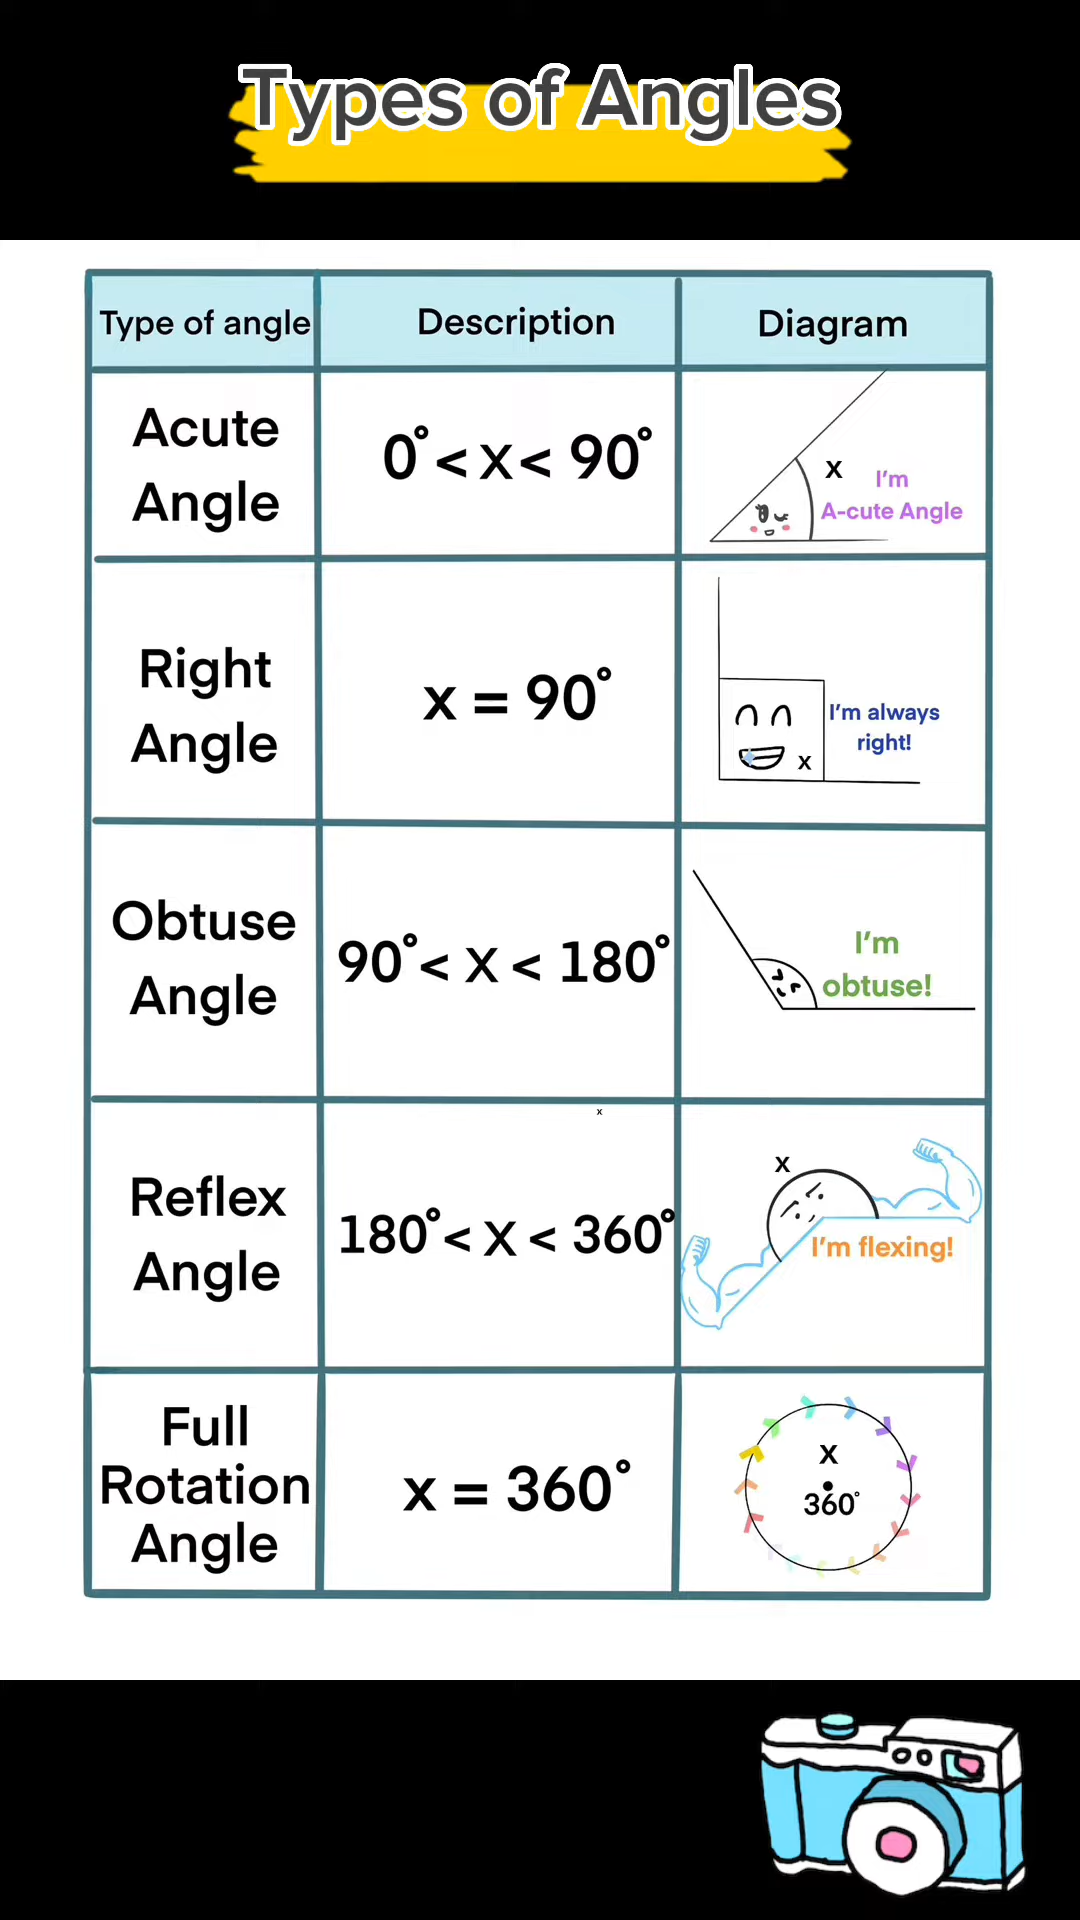 Types of Angles
Type of angle
Description
Diagram
Acute
Angle
0°< x < 90°
x
I'm
A-cute Angle
Right
Angle
x = 90°
I'm always
right!
x
Obtuse
Angle
90°< x < 180°
I'm
obtuse!
Reflex
Angle
x
180°< x < 360°
x
I'm flexing!
Full
Rotation
Angle
x = 360°
x
360°